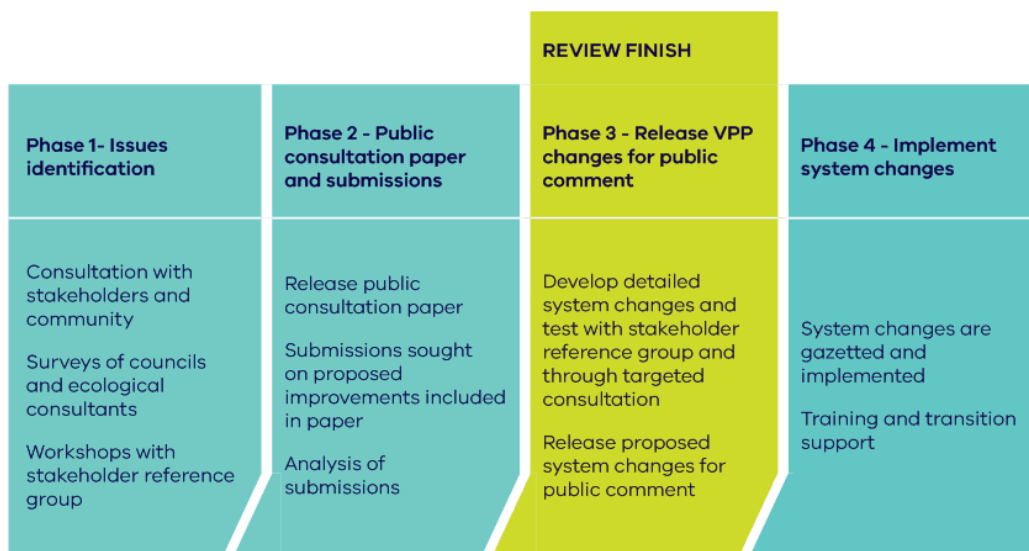 REVIEW FINISH
Phase 1- Issues
identification
Phase 2 - Public
consultation paper
and submissions
Phase 3 - Release VPP
changes for public
comment
Phase 4 - Implement
system changes
Consultation with
stakeholders and
community
Surveys of councils
and ecological
consultants
Workshops with
stakeholder reference
group
Release public
consultation paper
Submissions sought
on proposed
improvements included
in paper
Analysis of
submissions
Develop detailed
system changes and
test with stakeholder
reference group and
through targeted
consultation
Release proposed
system changes for
public comment
System changes are
gazetted and
implemented
Training and transition
support